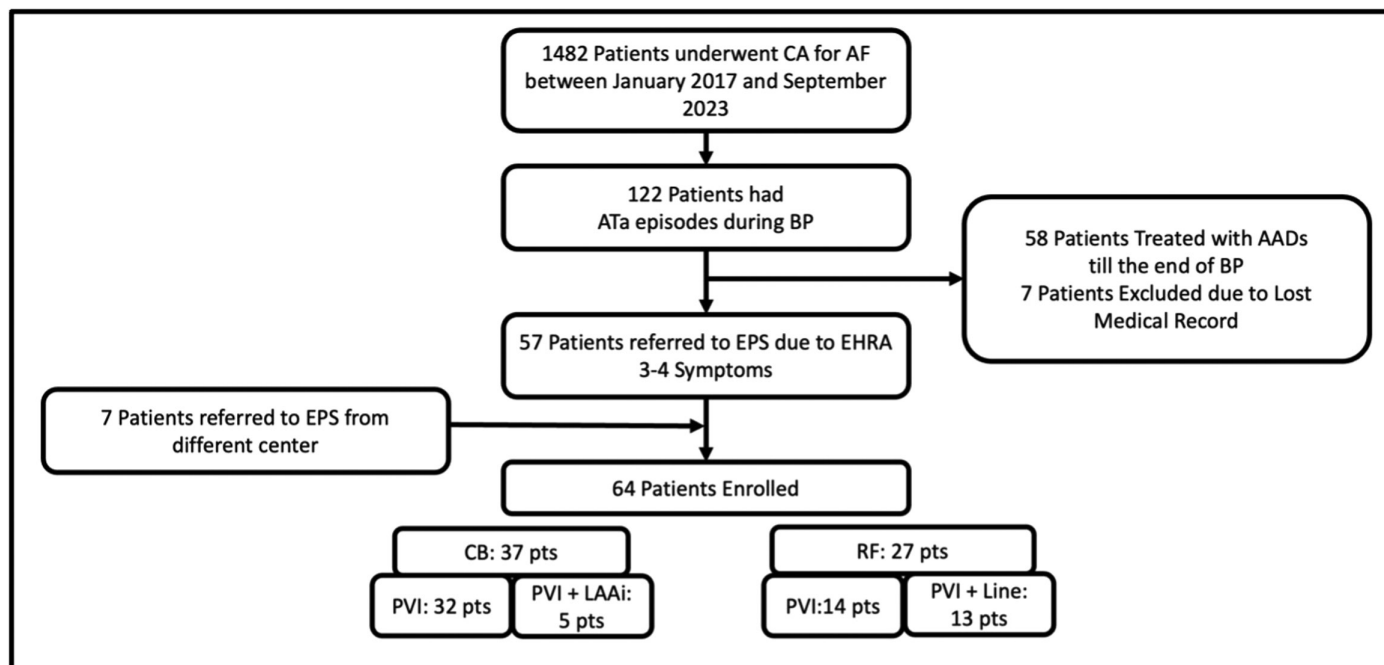 1482 Patients underwent CA for AF
between January 2017 and September
2023
122 Patients had
ATa episodes during BP
58 Patients Treated with AADs
till the end of BP
7 Patients Excluded due to Lost
Medical Record
57 Patients referred to EPS due to EHRA
3-4 Symptoms
7 Patients referred to EPS from
different center
64 Patients Enrolled
CB: 37 pts
RF: 27 pts
PVI: 32 pts
PVI + LAAi:
5 pts
PVI:14 pts
PVI + Line:
13 pts